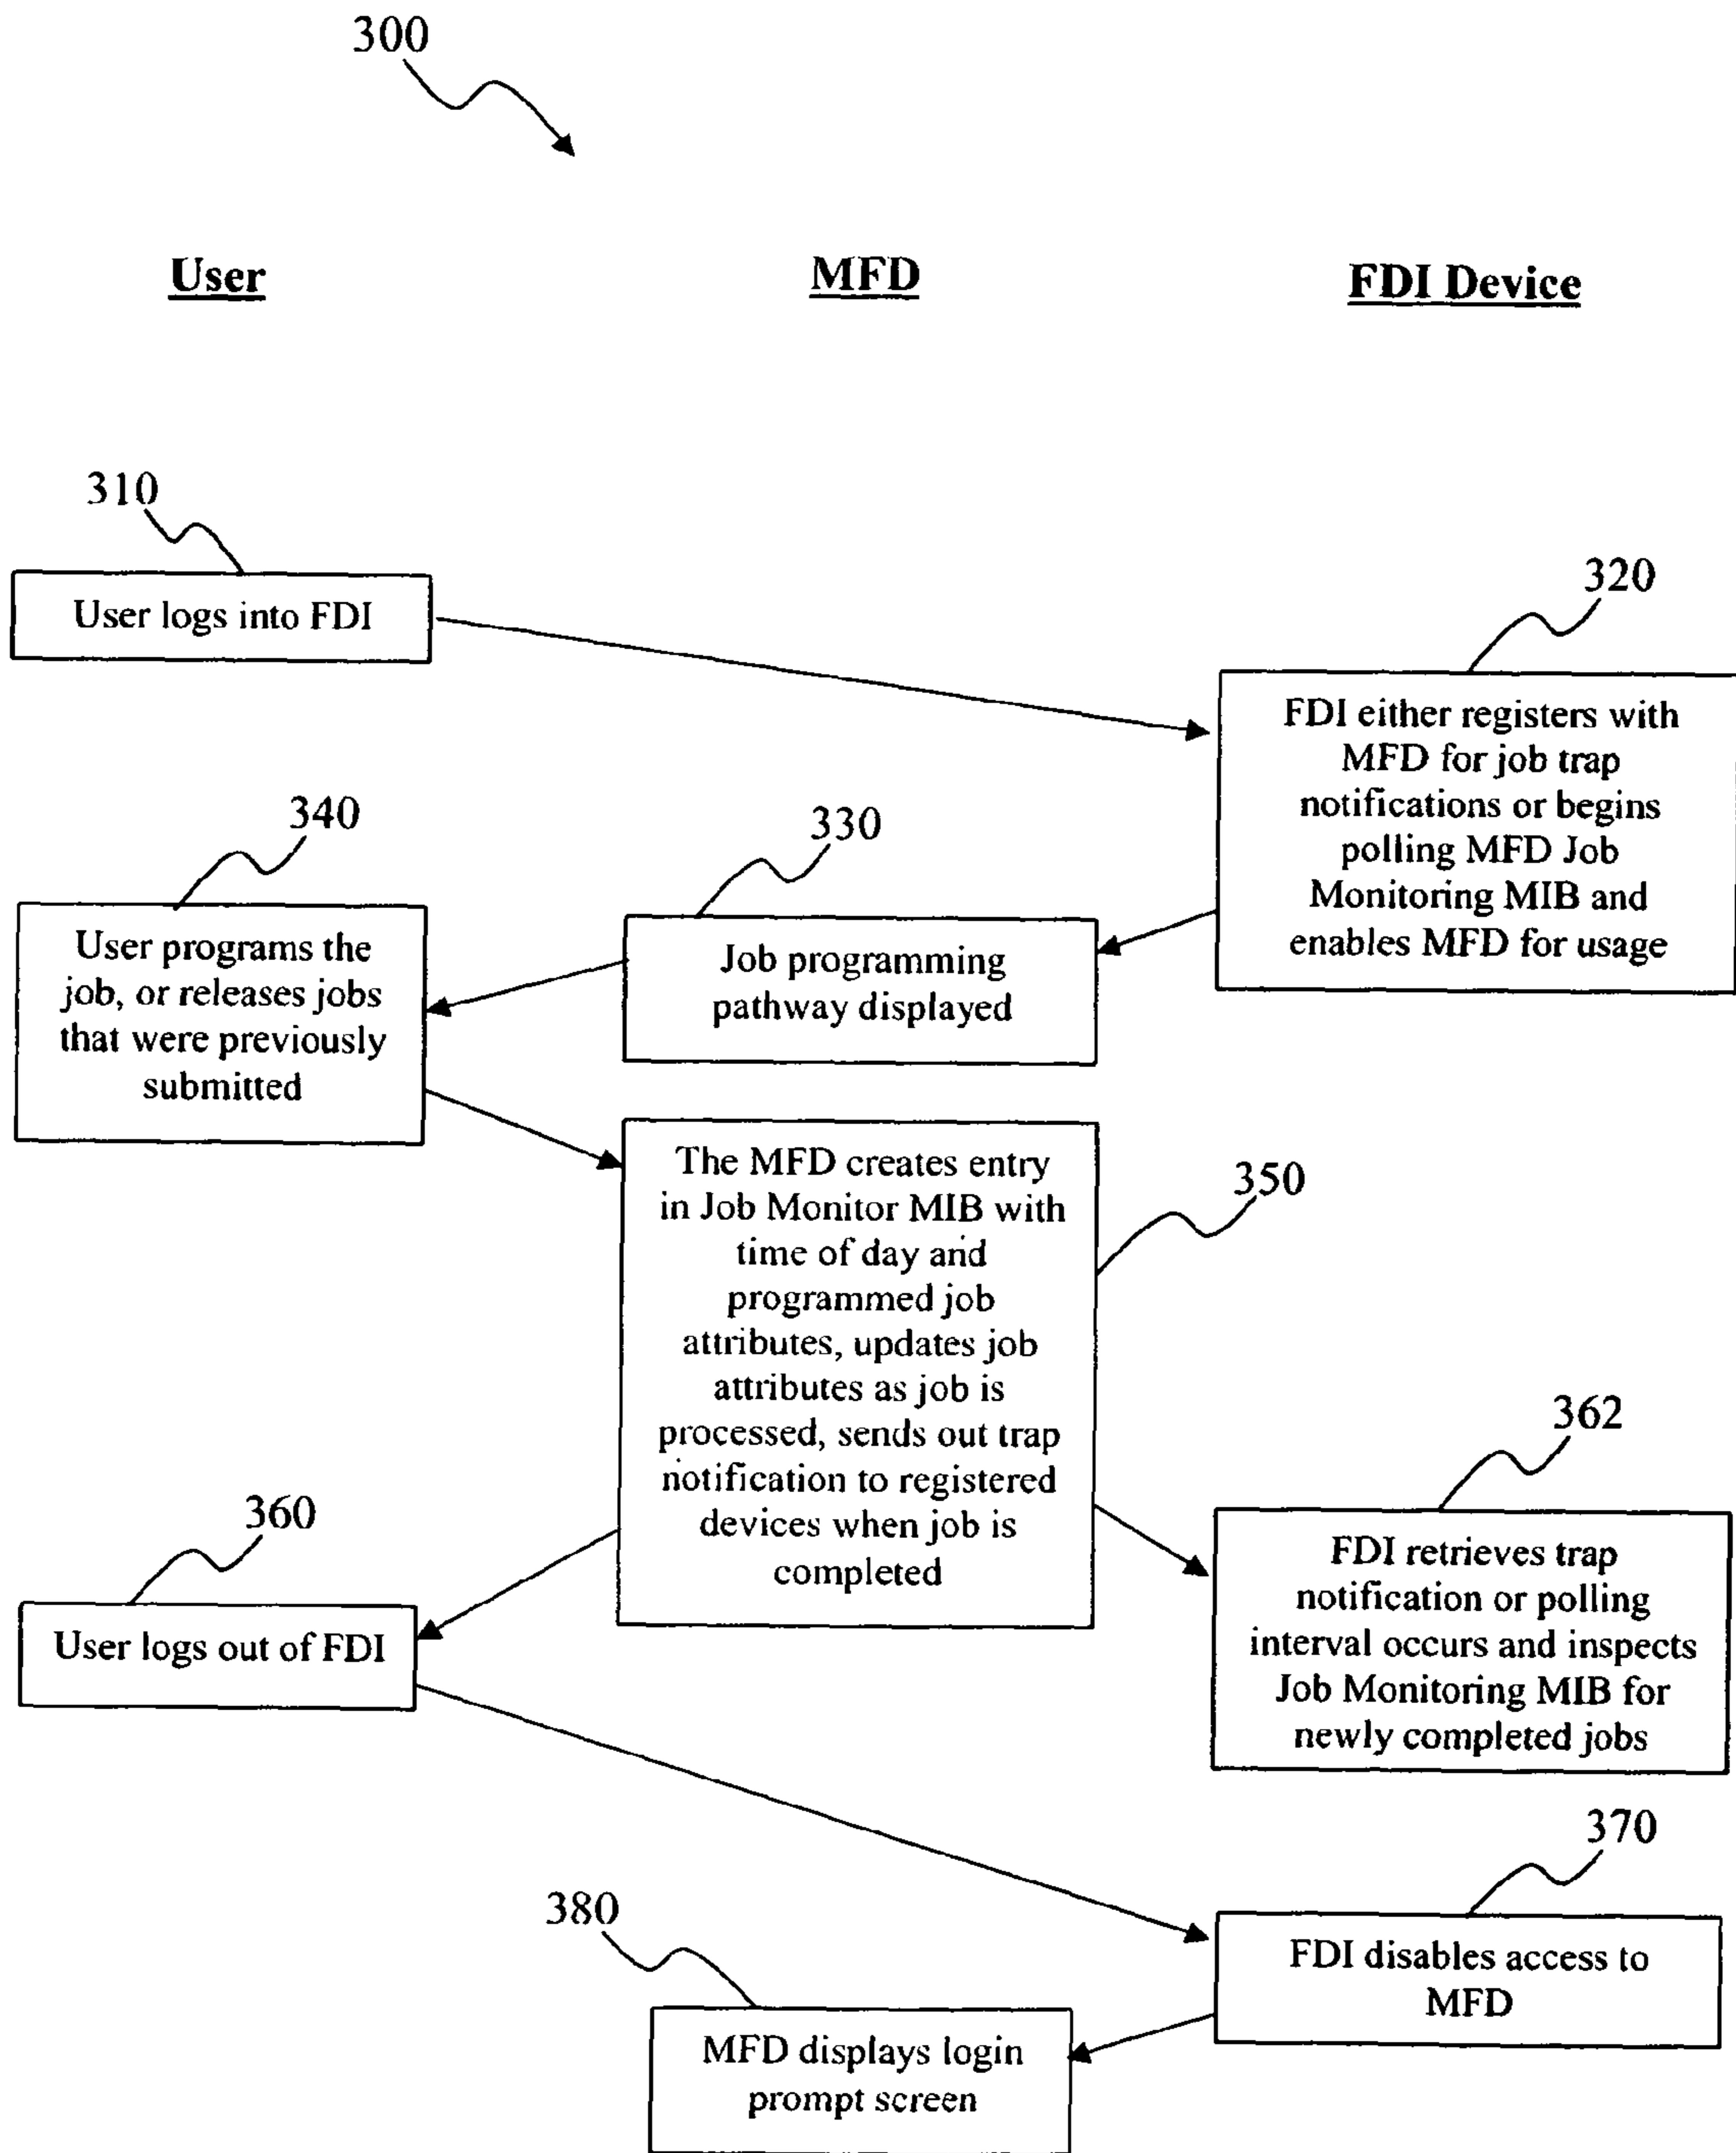 300
User
MFD
FDI Device
310
User logs into FDI
320
FDI either registers with
MFD for job trap
notifications or begins
polling MFD Job
Monitoring MIB and
enables MFD for usage
330
Job programming
pathway displayed
340
User programs the
job, or releases jobs
that were previously
submitted
350
The MFD creates entry
in Job Monitor MIB with
time of day and
programmed job
attributes, updates job
attributes as job is
processed, sends out trap
notification to registered
devices when job is
completed
360
User logs out of FDI
362
FDI retrieves trap
notification or polling
interval occurs and inspects
Job Monitoring MIB for
newly completed jobs
370
FDI disables access to
MFD
380
MFD displays login
prompt screen